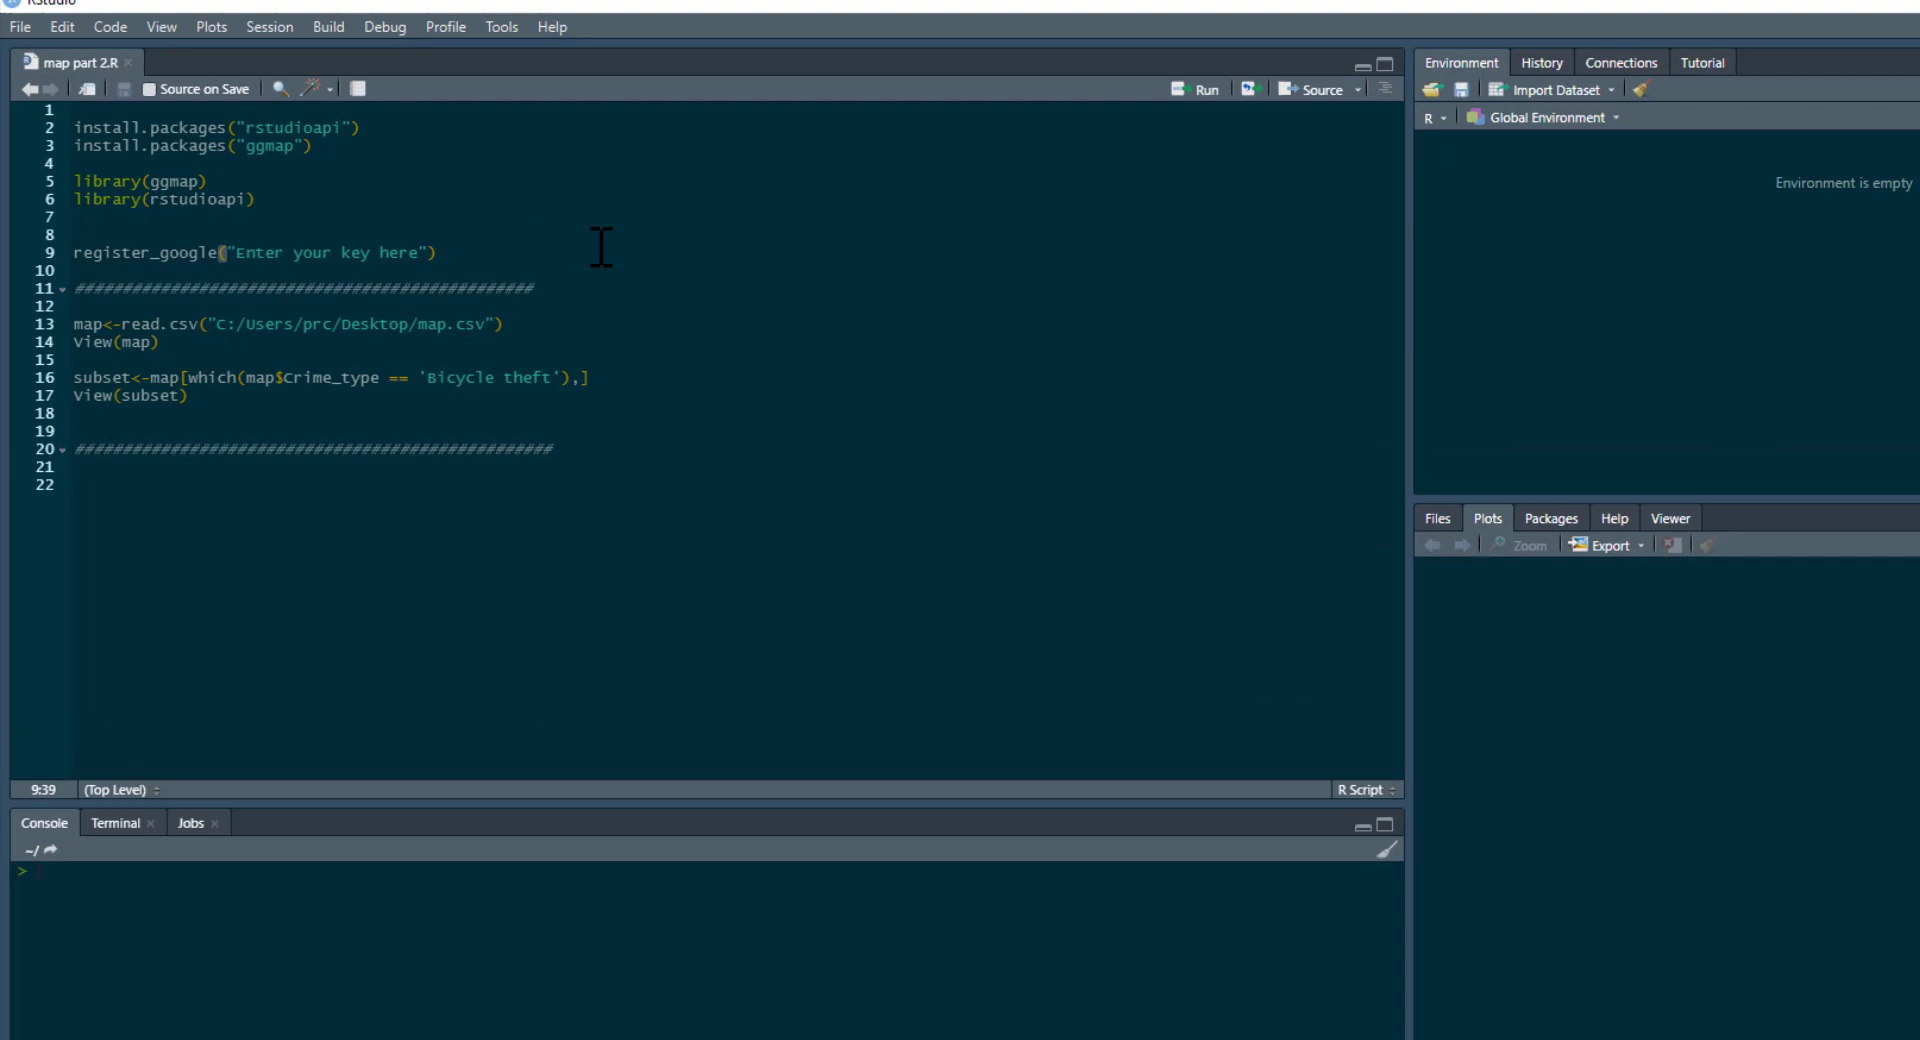 RStudio
File Edit Code View Plots Session Build Debug Profile Tools Help
map part 2.R
Source on Save Run Source
1
2 install.packages("rstudioapi")
3 install.packages("ggmap")
4
5 library(ggmap)
6 library(rstudioapi)
7
8
9 register_google("Enter your key here")
10
11 ################################################
12
13 map<-read.csv("C:/Users/prc/Desktop/map.csv")
14 View(map)
15
16 subset<-map[which(map$Crime_type == 'Bicycle theft'),]
17 View(subset)
18
19
20 ##################################################
21
22
9:39 (Top Level) R Script
Console Terminal Jobs
~/
>
Environment History Connections Tutorial
Import Dataset
R Global Environment
Environment is empty
Files Plots Packages Help Viewer
Zoom Export